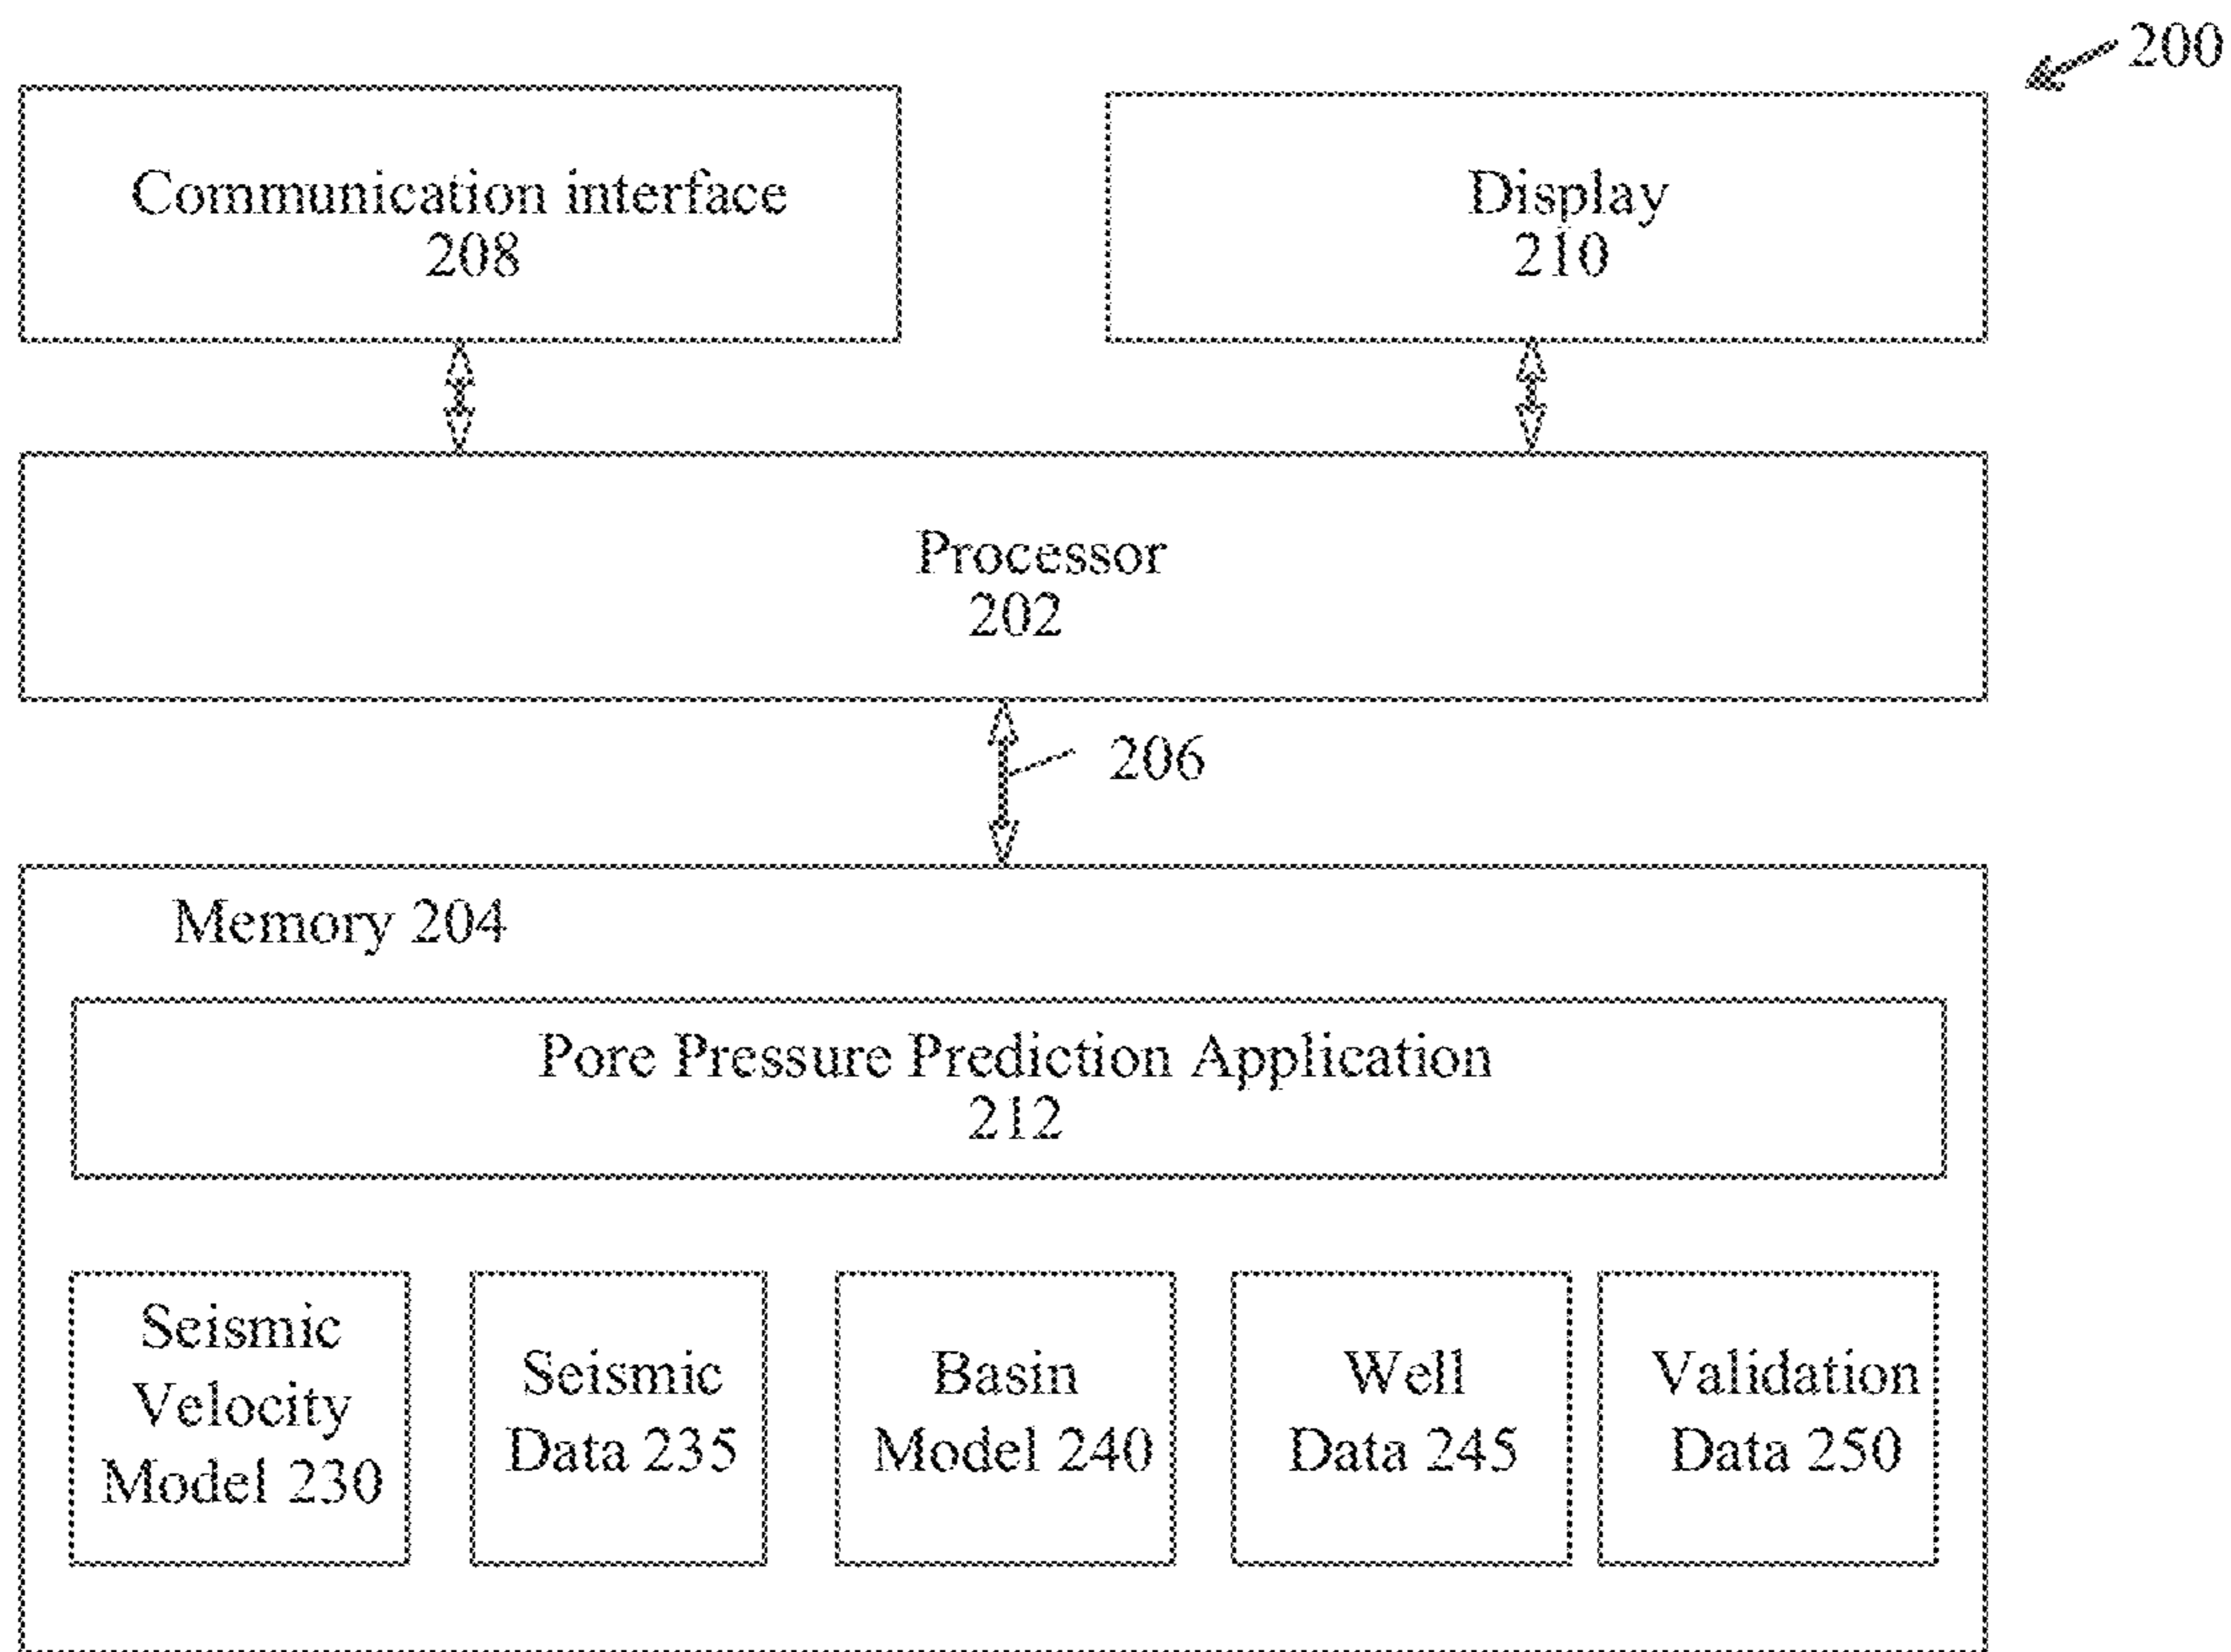 200
Communication interface
208
Display
210
Processor
202
206
Memory 204
Pore Pressure Prediction Application
212
Seismic
Velocity
Model 230
Seismic
Data 235
Basin
Model 240
Well
Data 245
Validation
Data 250